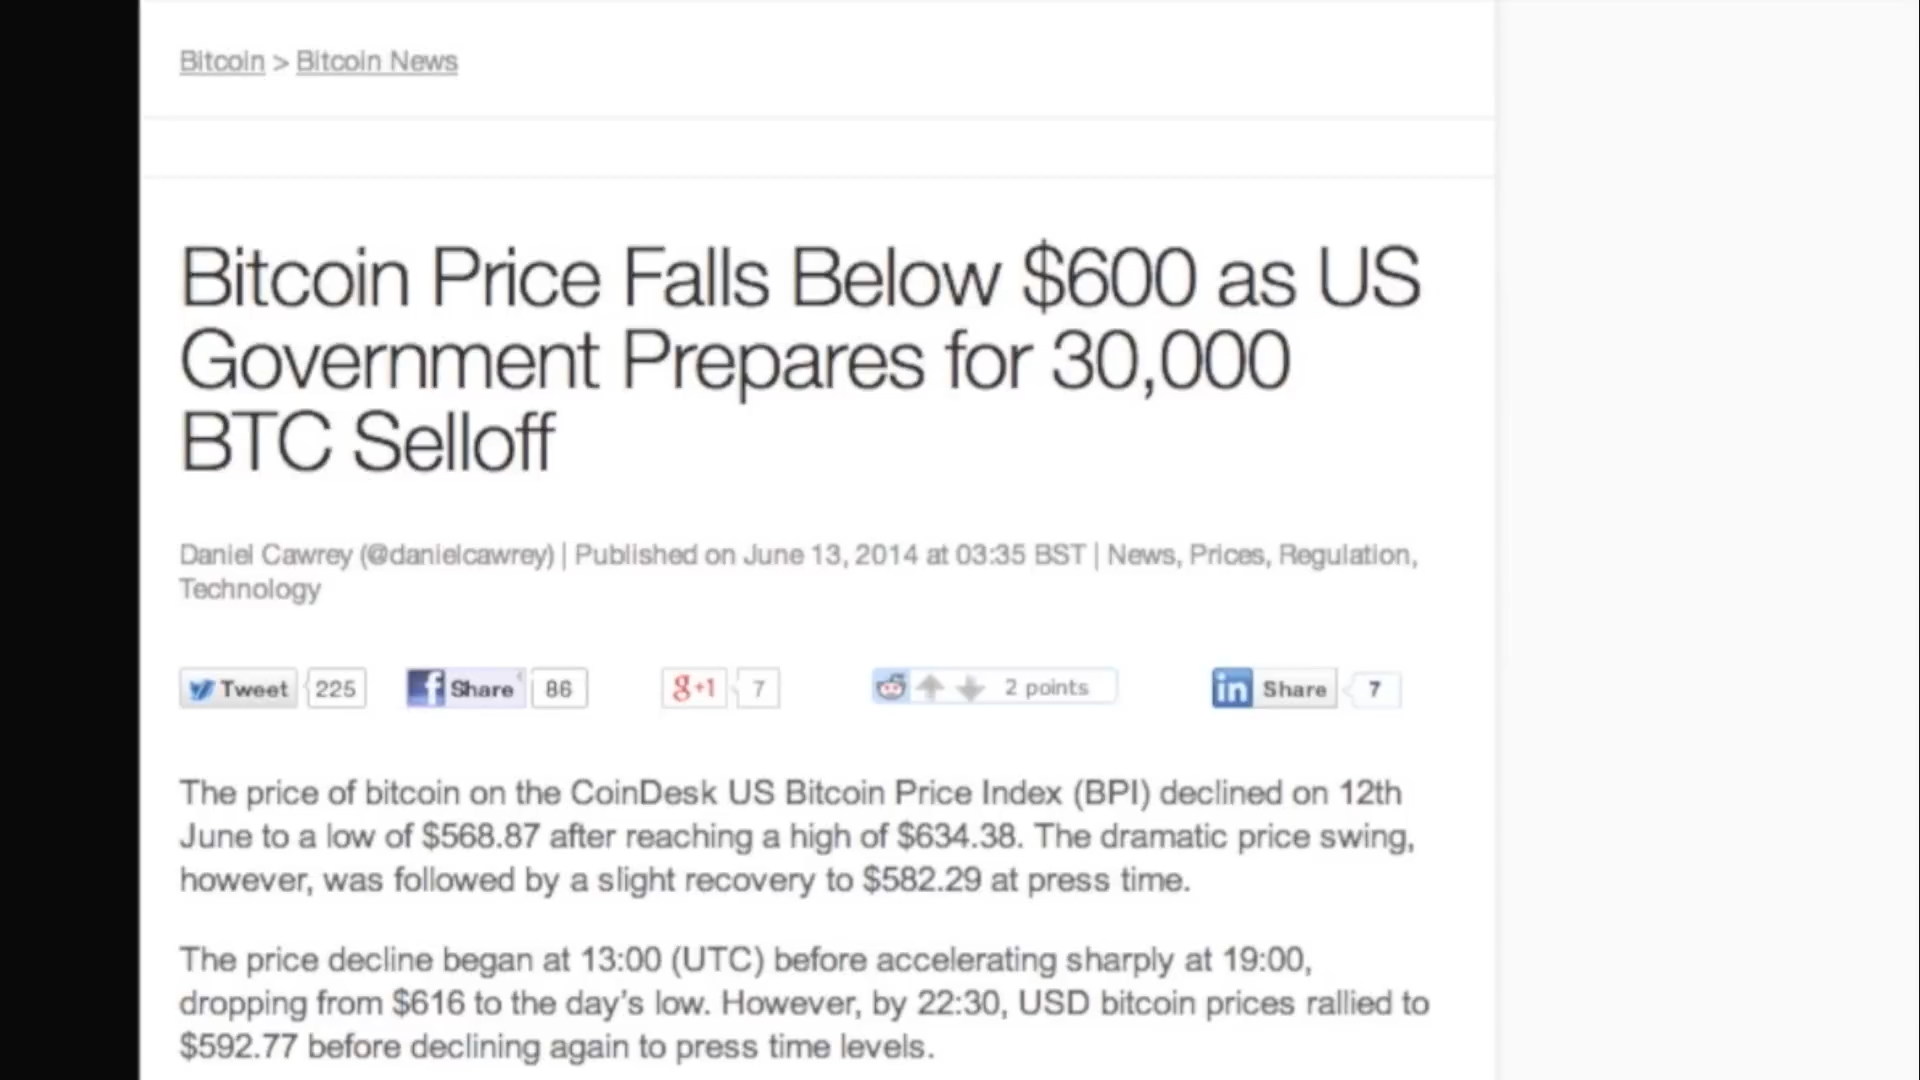 Bitcoin > Bitcoin News
Bitcoin Price Falls Below $600 as US
Government Prepares for 30,000
BTC Selloff
Daniel Cawrey (@danielcawrey) | Published on June 13, 2014 at 03:35 BST | News, Prices, Regulation,
Technology
Tweet 225 f Share 86 g+1 7 2 points in Share 7
The price of bitcoin on the CoinDesk US Bitcoin Price Index (BPI) declined on 12th
June to a low of $568.87 after reaching a high of $634.38. The dramatic price swing,
however, was followed by a slight recovery to $582.29 at press time.
The price decline began at 13:00 (UTC) before accelerating sharply at 19:00,
dropping from $616 to the day's low. However, by 22:30, USD bitcoin prices rallied to
$592.77 before declining again to press time levels.